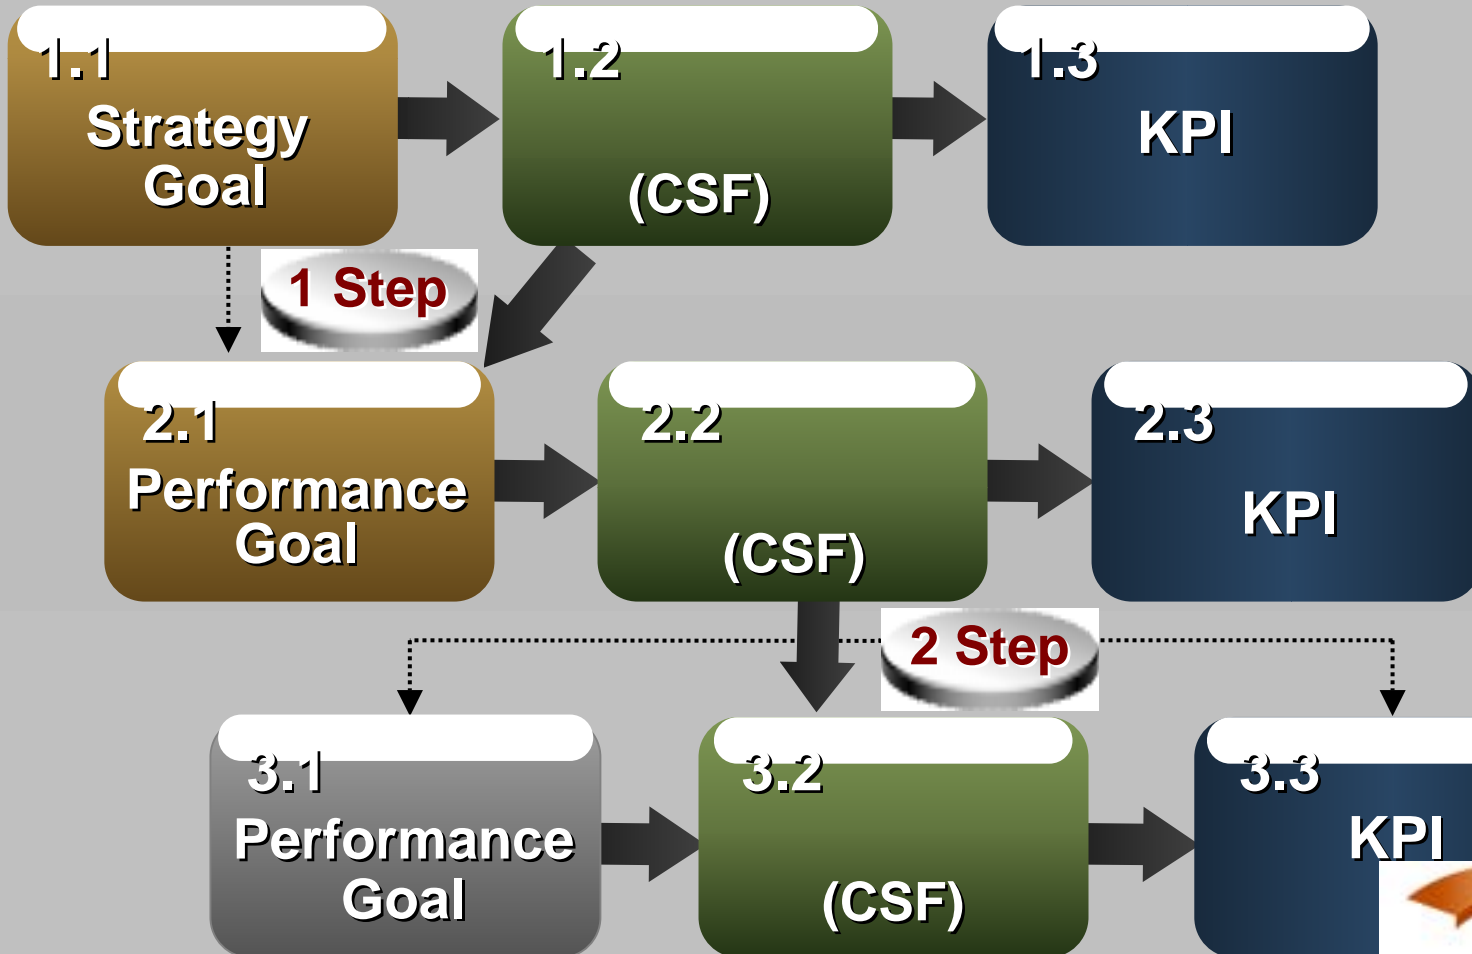 1.1
Strategy
Goal
1.2
(CSF)
1.3
KPI
1 Step
2.1
Performance
Goal
2.2
(CSF)
2.3
KPI
2 Step
3.1
Performance
Goal
3.2
(CSF)
3.3
KPI